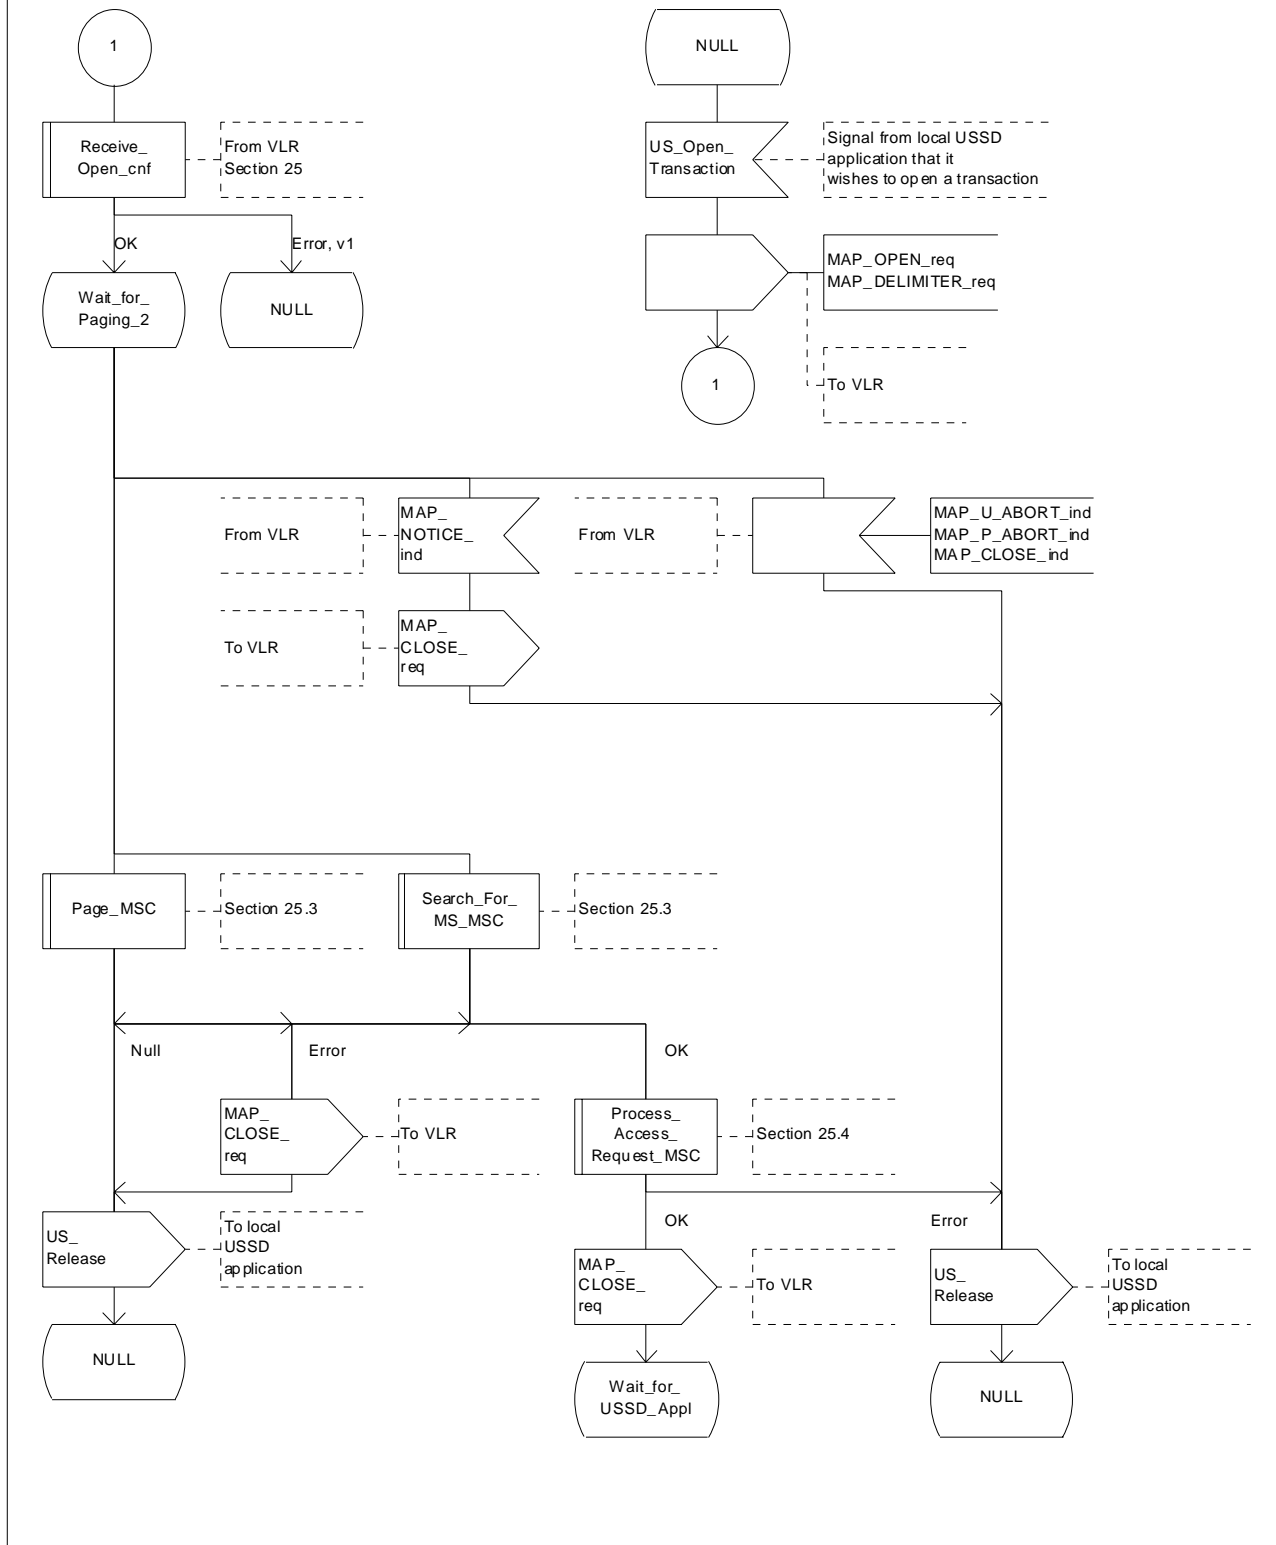 1
NULL
Receive_
Open_cnf
From VLR
Section 25
US_Open_
Transaction
Signal from local USSD
application that it
wishes to open a transaction
OK
Error, v1
MAP_OPEN_req
MAP_DELIMITER_req
Wait_for_
Paging_2
NULL
1
To VLR
From VLR
MAP_
NOTICE_
ind
From VLR
MAP_U_ABORT_ind
MAP_P_ABORT_ind
MAP_CLOSE_ind
To VLR
MAP_
CLOSE_
req
Page_MSC
Section 25.3
Search_For_
MS_MSC
Section 25.3
Null
Error
OK
MAP_
CLOSE_
req
To VLR
Process_
Access_
Request_MSC
Section 25.4
US_
Release
To local
USSD
application
OK
Error
MAP_
CLOSE_
req
To VLR
US_
Release
To local
USSD
application
NULL
Wait_for_
USSD_Appl
NULL